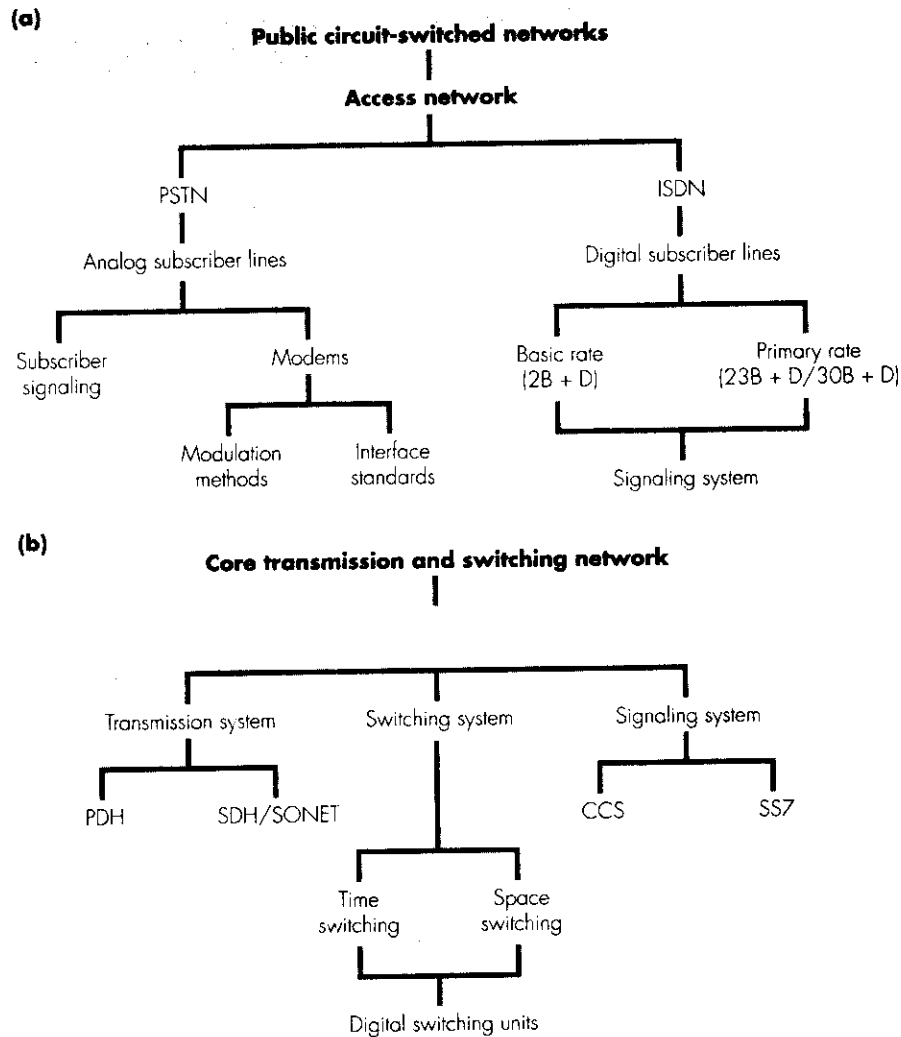 (a)
Public circuit-switched networks
Access network
PSTN
ISDN
Analog subscriber lines
Digital subscriber lines
Subscriber
signaling
Modems
Basic rate
(2B + D)
Primary rate
(23B + D/30B + D)
Modulation
methods
Interface
standards
Signaling system
(b)
Core transmission and switching network
Transmission system
Switching system
Signaling system
PDH
SDH/SONET
CCS
SS7
Time
switching
Space
switching
Digital switching units